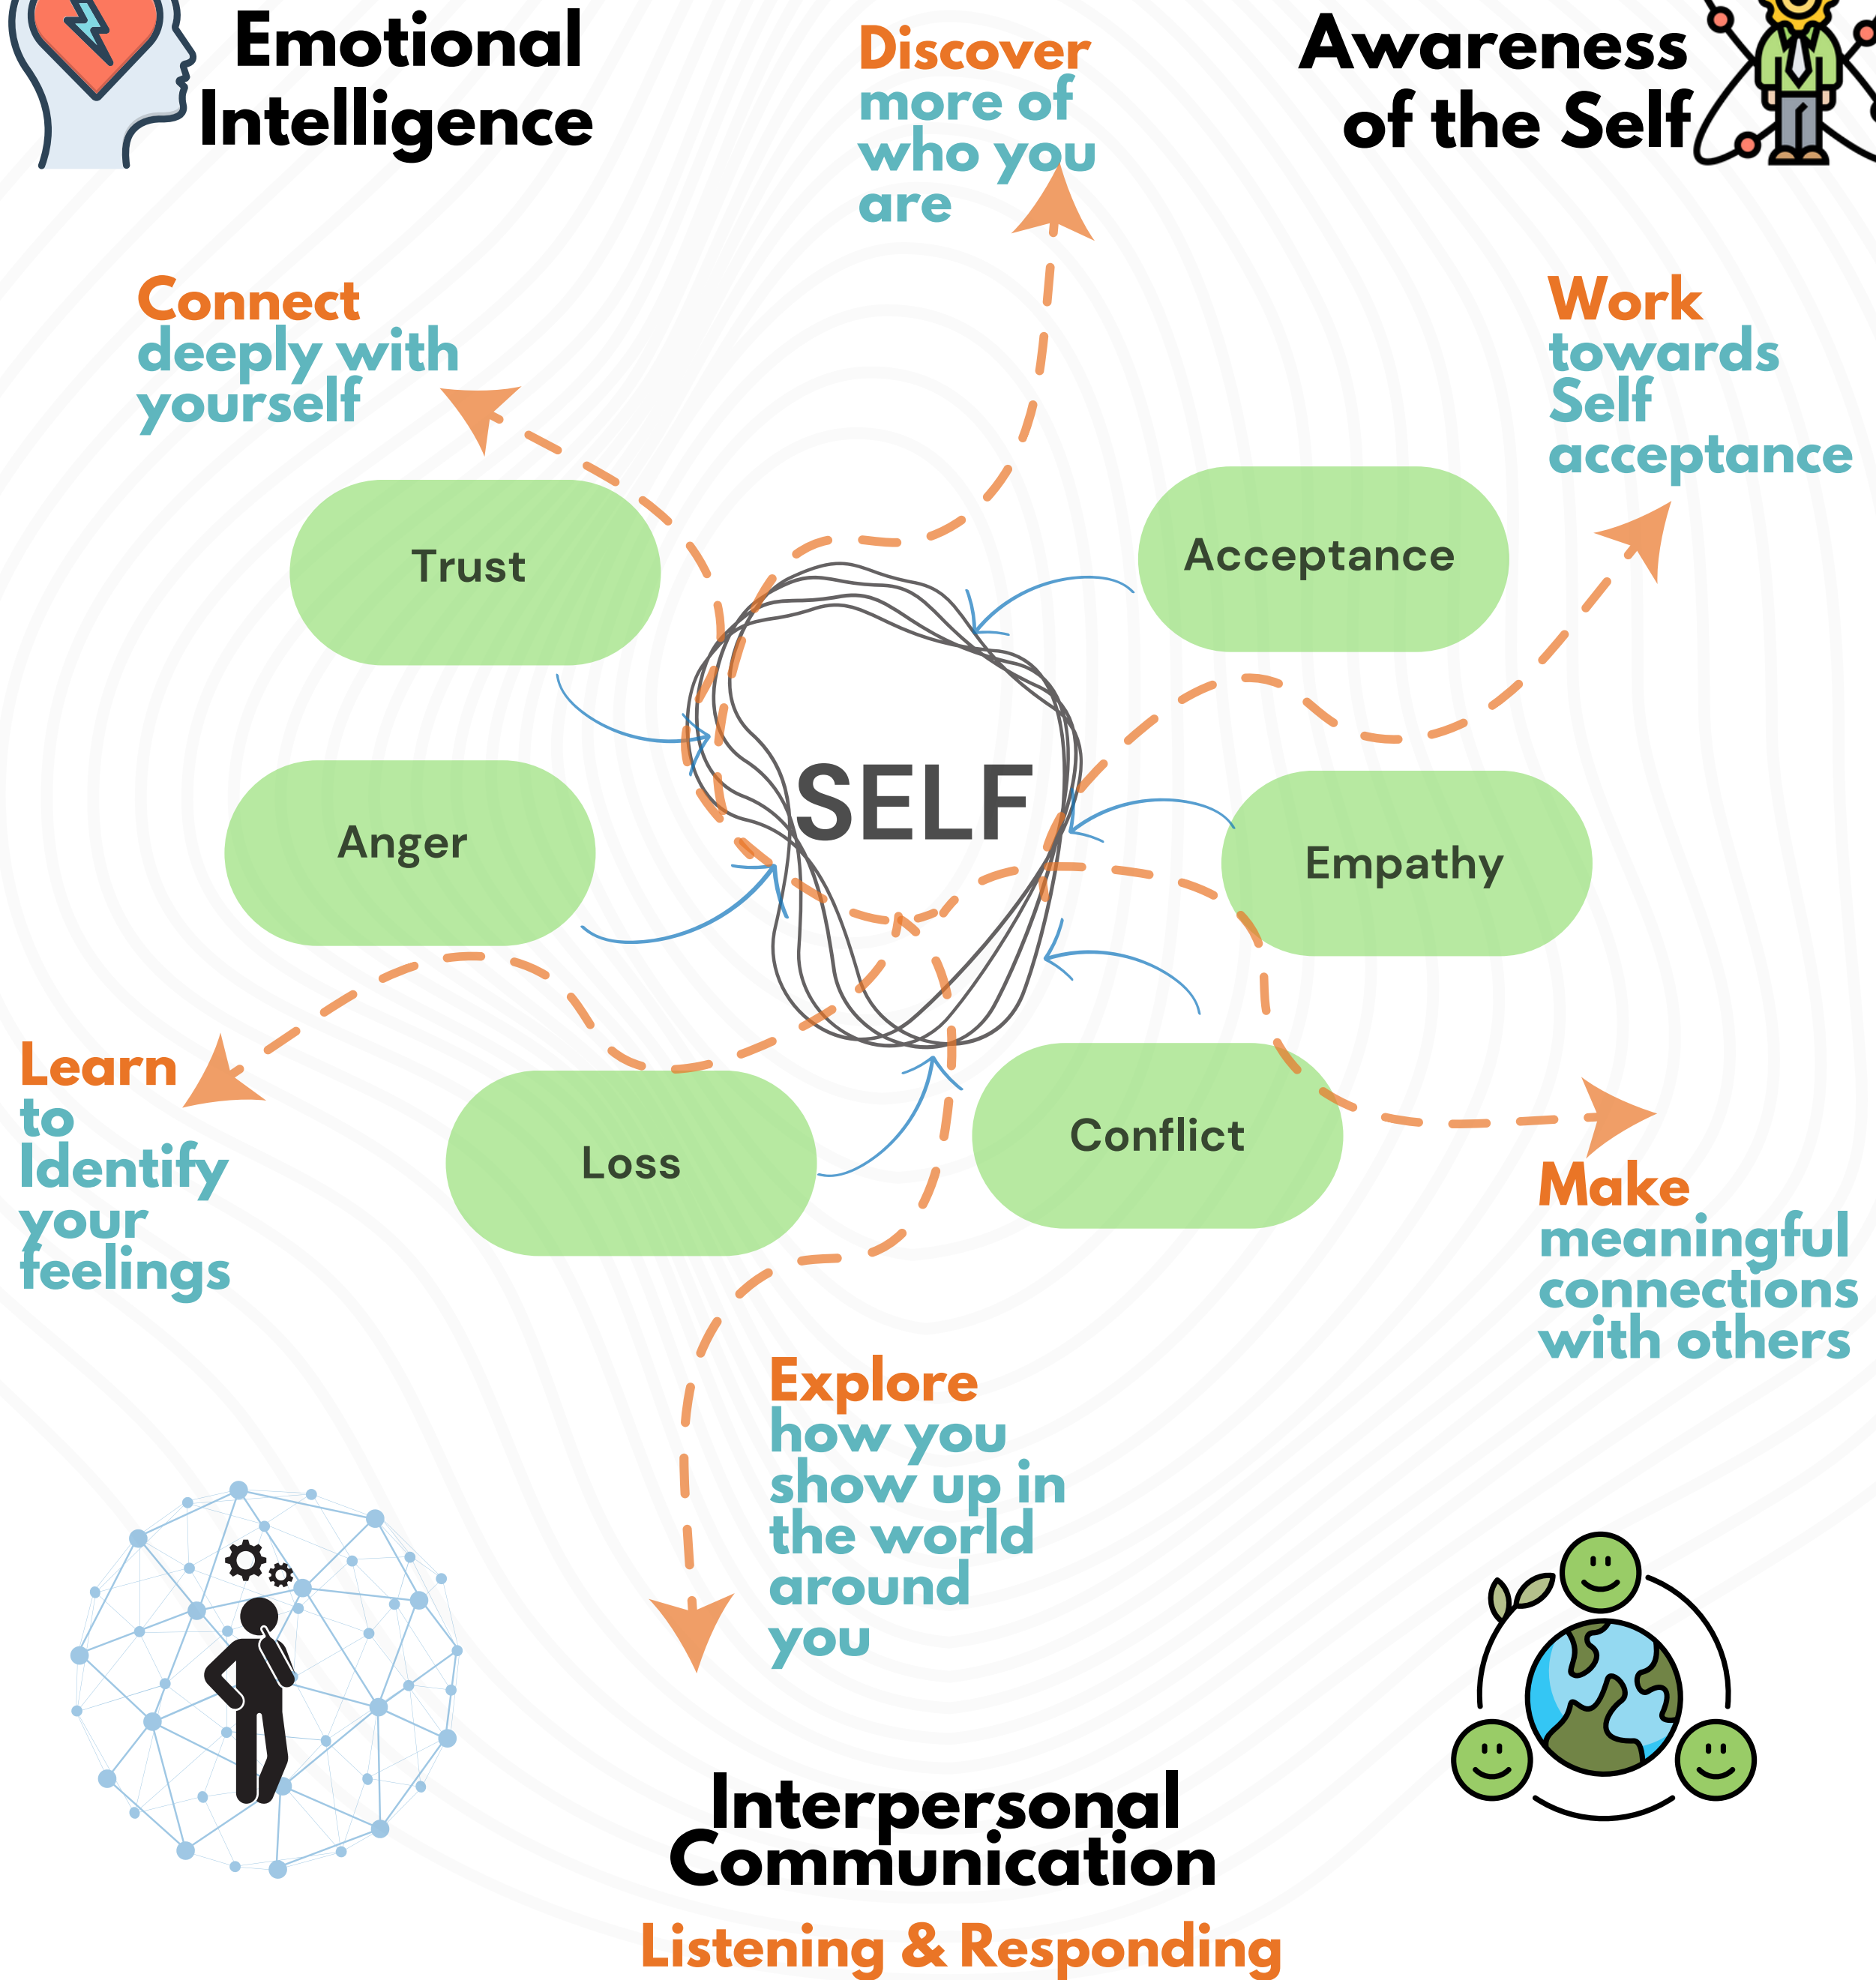 Emotional
Intelligence
Discover
more of
who you
are
Awareness
of the Self
Connect
deeply with
yourself
Work
towards
Self
acceptance
Trust
Acceptance
SELF
Anger
Empathy
Learn
to
Identify
your
feelings
Loss
Conflict
Make
meaningful
connections
with others
Explore
how you
show up in
the world
around
you
Interpersonal
Communication
Listening & Responding